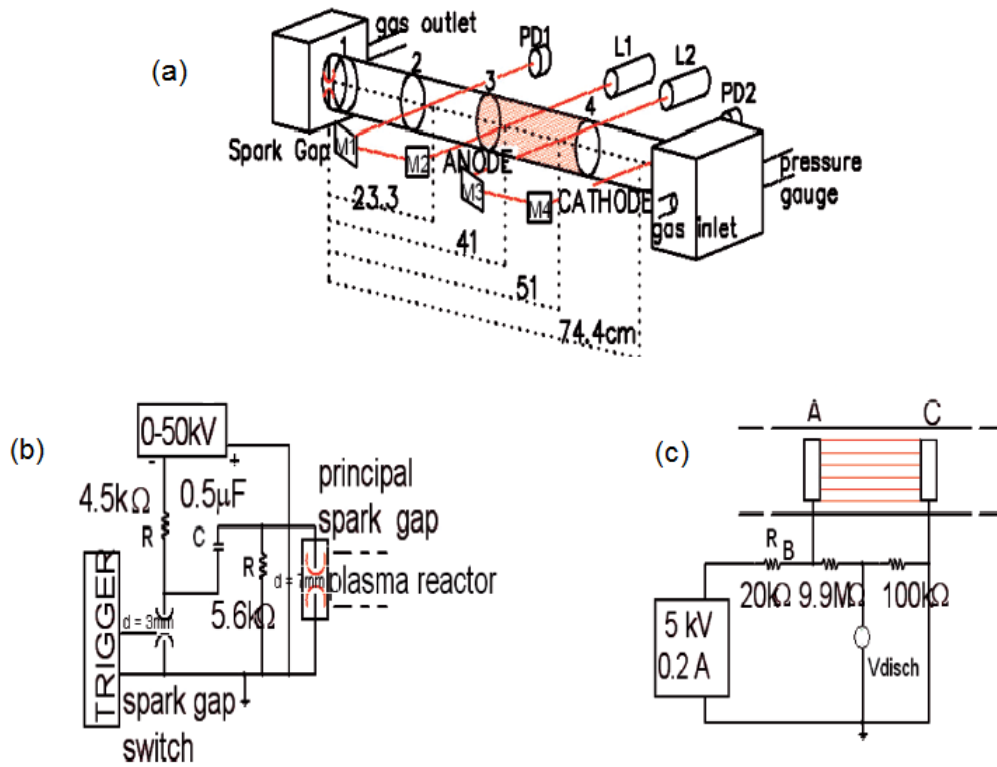 (a)
gas outlet
1
2
3
4
PD1
L1
L2
PD2
Spark Gap
M1
M2
ANODE
M3
M4
CATHODE
pressure
gauge
gas inlet
23.3
41
51
74.4cm
(b)
0-50kV
-
+
4.5kΩ
0.5µF
R
C
R
5.6kΩ
principal
spark gap
d = 7mm
plasma reactor
TRIGGER
d = 3mm
spark gap
switch
(c)
A
C
R
B
20kΩ
9.9MΩ
100kΩ
5 kV
0.2 A
Vdisch